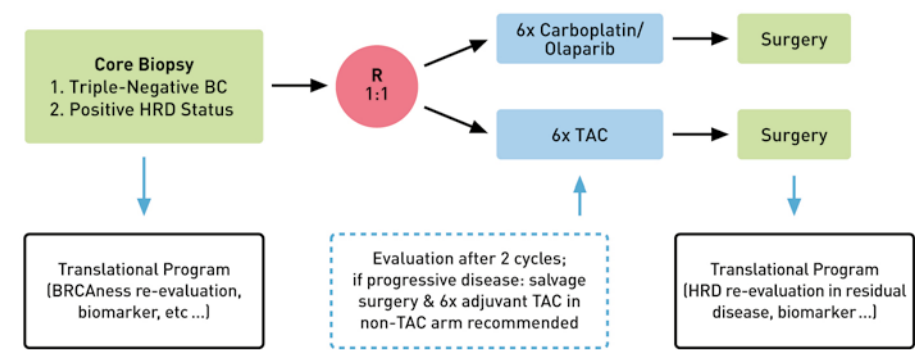 Core Biopsy
1. Triple-Negative BC
2. Positive HRD Status
R
1:1
6x Carboplatin/
Olaparib
Surgery
6x TAC
Surgery
Translational Program
(BRCAness re-evaluation,
biomarker, etc ...)
Evaluation after 2 cycles;
if progressive disease: salvage
surgery & 6x adjuvant TAC in
non-TAC arm recommended
Translational Program
(HRD re-evaluation in residual
disease, biomarker ...)